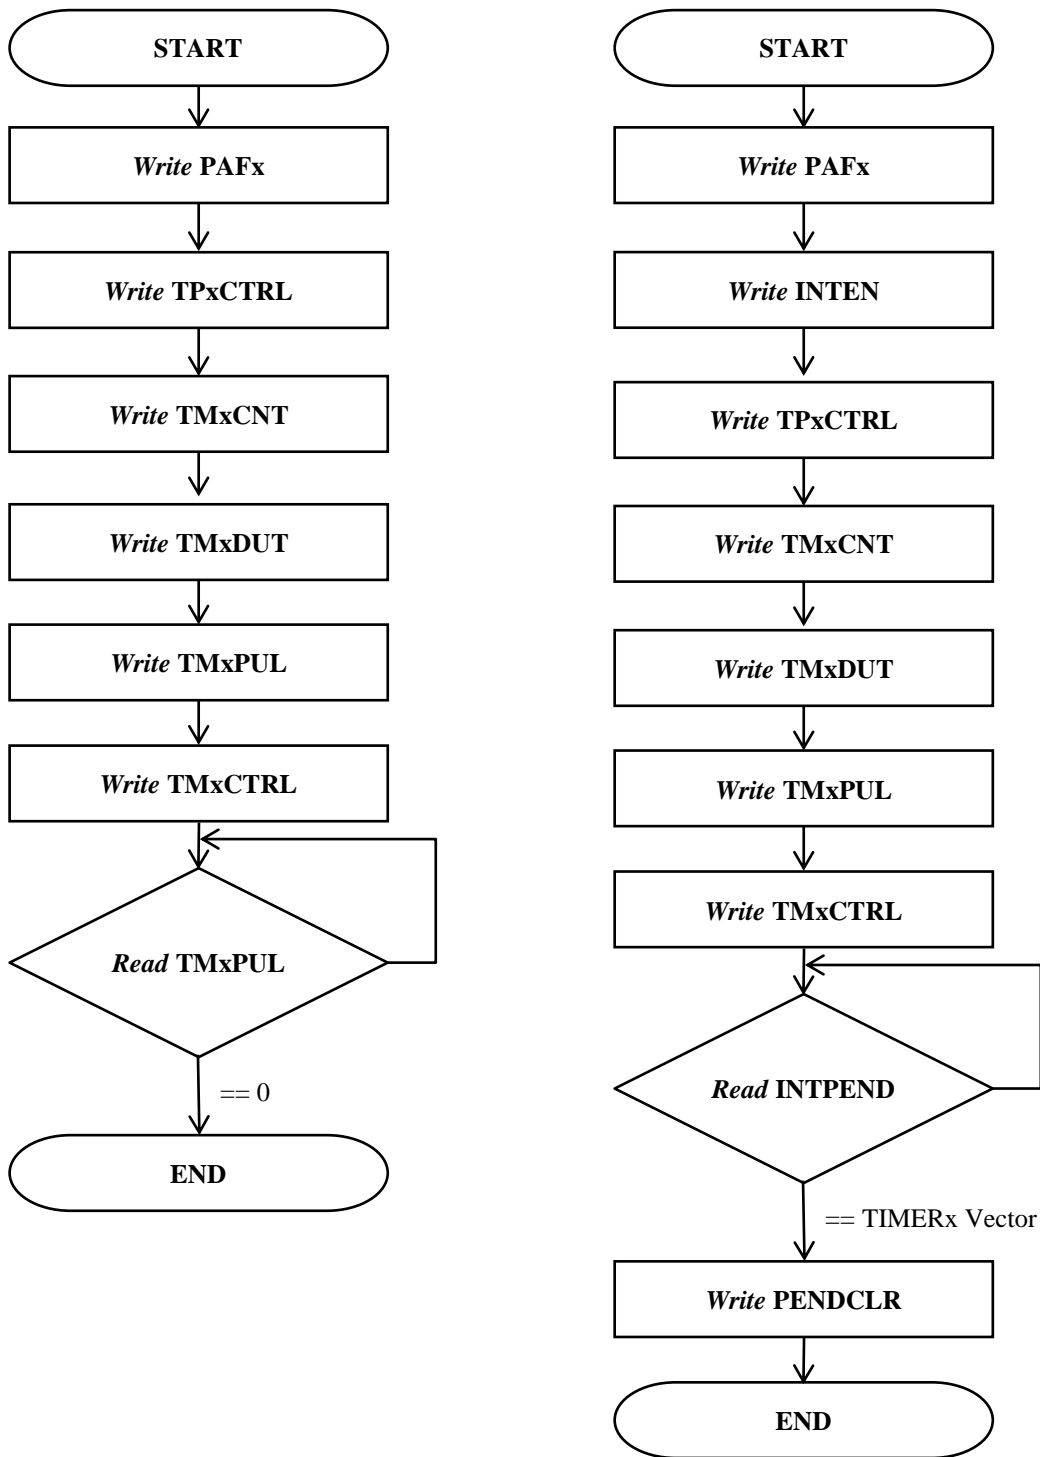 START
Write PAFx
Write TPxCTRL
Write TMxCNT
Write TMxDUT
Write TMxPUL
Write TMxCTRL
Read TMxPUL
== 0
END
START
Write PAFx
Write INTEN
Write TPxCTRL
Write TMxCNT
Write TMxDUT
Write TMxPUL
Write TMxCTRL
Read INTPEND
== TIMERx Vector
Write PENDCLR
END